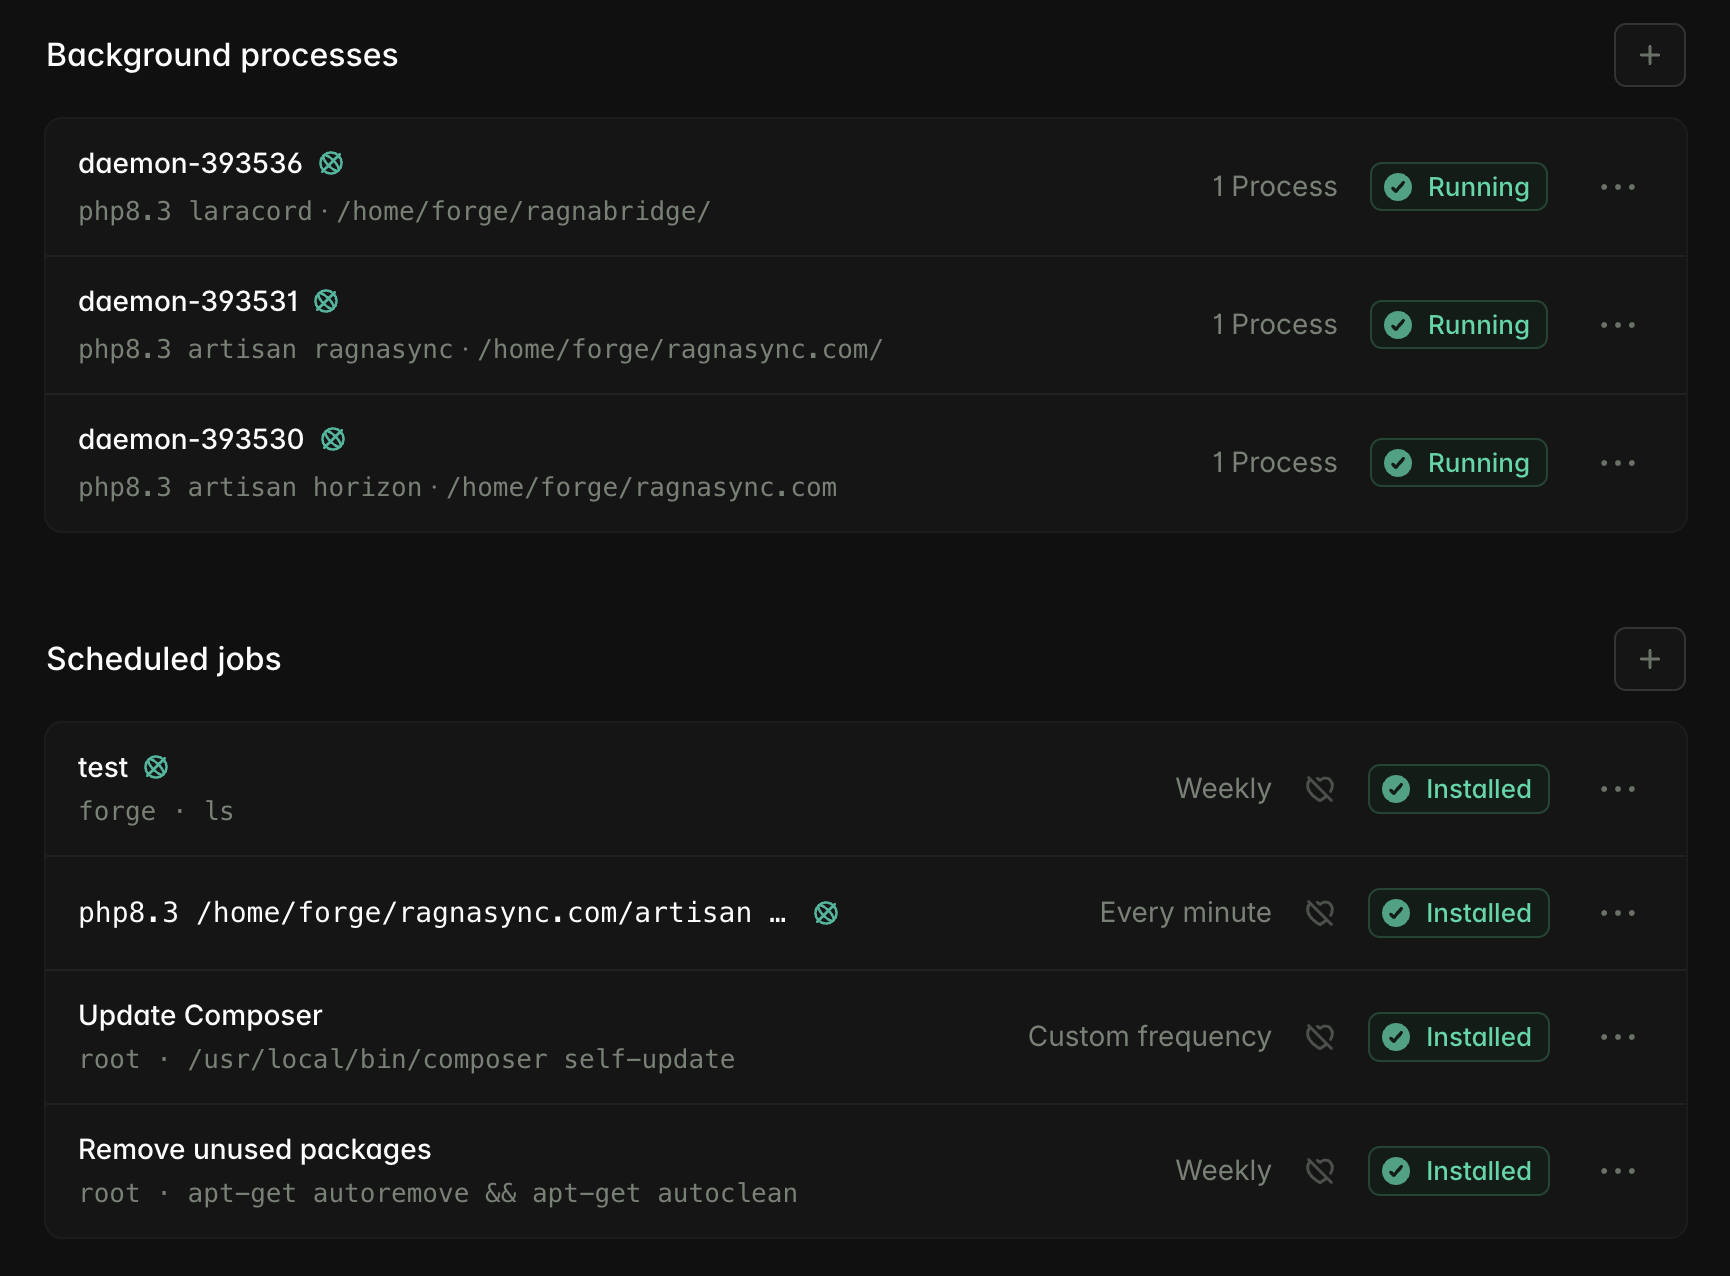 Background processes
daemon-393536
php8.3 laracord · /home/forge/ragnabridge/
1 Process
Running
daemon-393531
php8.3 artisan ragnasync · /home/forge/ragnasync.com/
1 Process
Running
daemon-393530
php8.3 artisan horizon · /home/forge/ragnasync.com
1 Process
Running
Scheduled jobs
test
forge · ls
Weekly
Installed
php8.3 /home/forge/ragnasync.com/artisan …
Every minute
Installed
Update Composer
root · /usr/local/bin/composer self-update
Custom frequency
Installed
Remove unused packages
root · apt-get autoremove && apt-get autoclean
Weekly
Installed